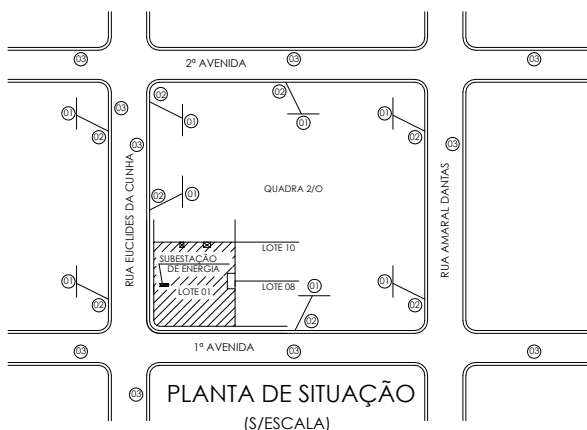 03
03
03
2ª AVENIDA
02
02
03
01
01
01
01
02
02
03
03
RUA EUCLIDES DA CUNHA
RUA AMARAL DANTAS
QUADRA 2/O
02
01
LOTE 10
SUBESTAÇÃO
DE ENERGIA
LOTE 01
LOTE 08
01
01
01
02
02
02
1ª AVENIDA
03
03
03
03
PLANTA DE SITUAÇÃO
(S/ESCALA)